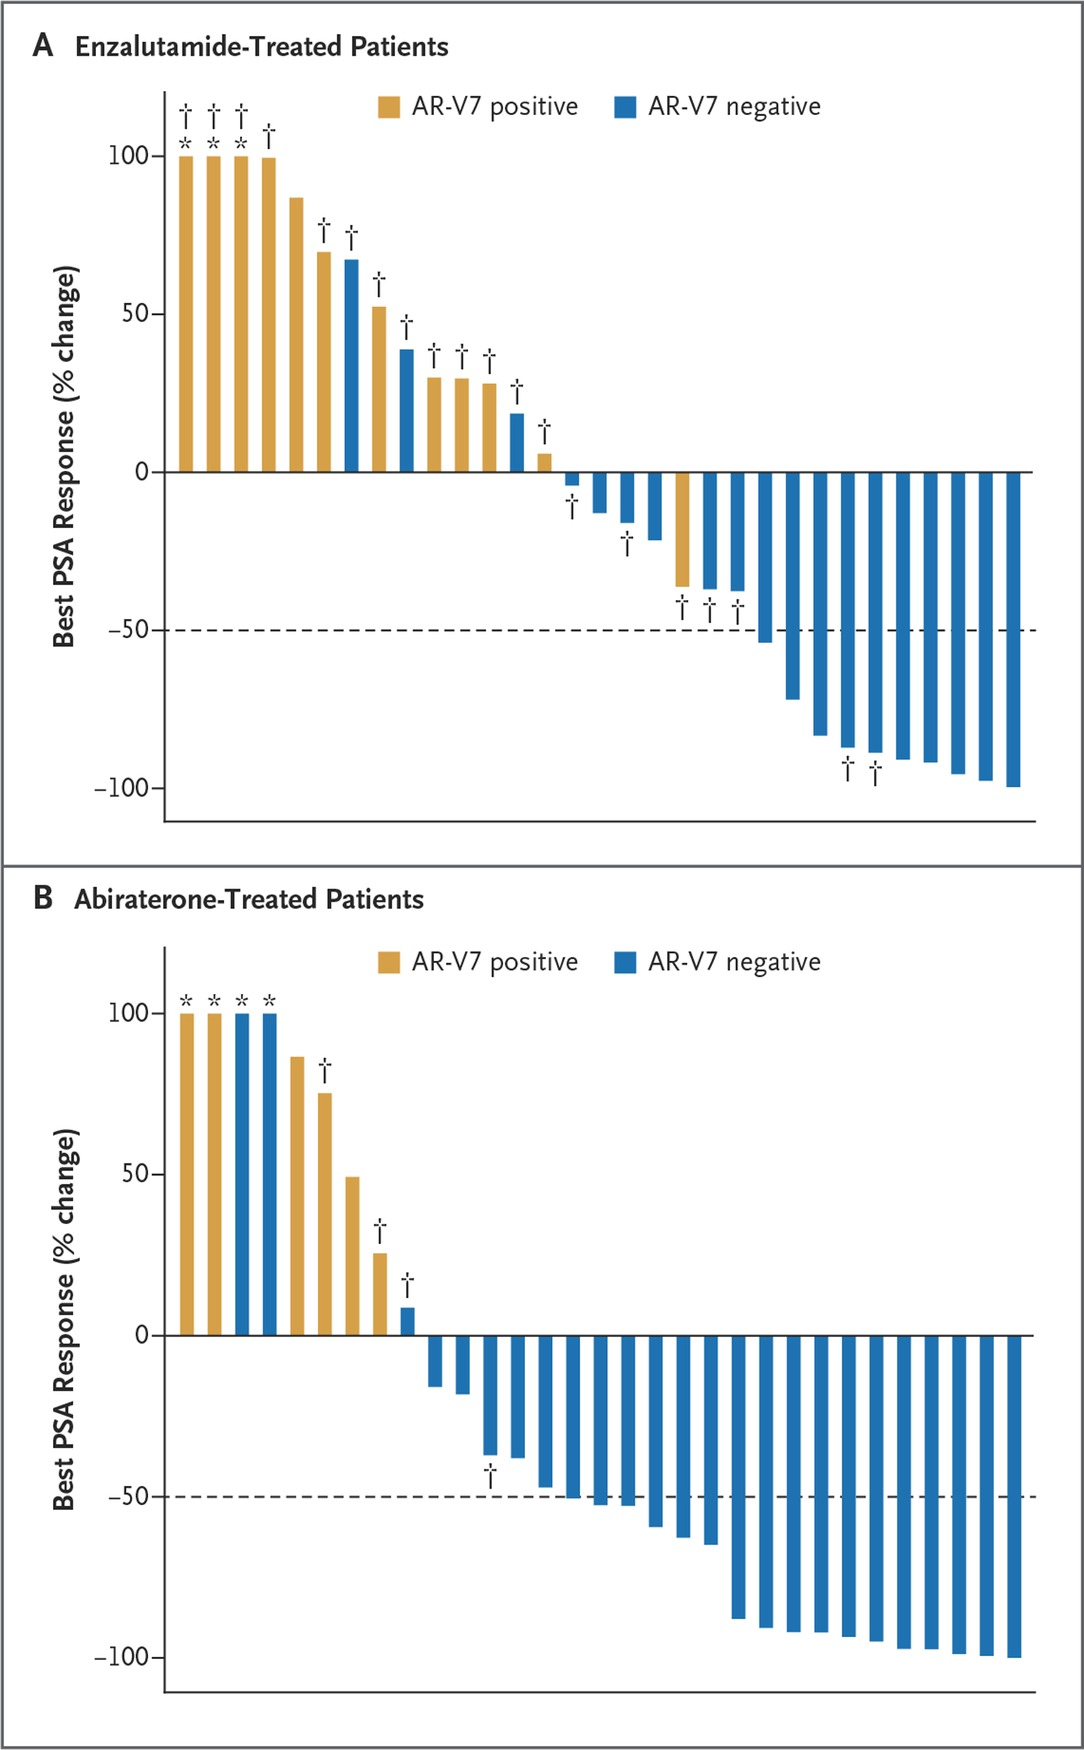 A Enzalutamide-Treated Patients
AR-V7 positive AR-V7 negative
† † † †
* * *
100
† †
†
50
†
† † †
†
†
0
†
†
† † †
−50
† †
−100
Best PSA Response (% change)
B Abiraterone-Treated Patients
AR-V7 positive AR-V7 negative
* * * *
100
†
50
†
†
0
†
−50
−100
Best PSA Response (% change)